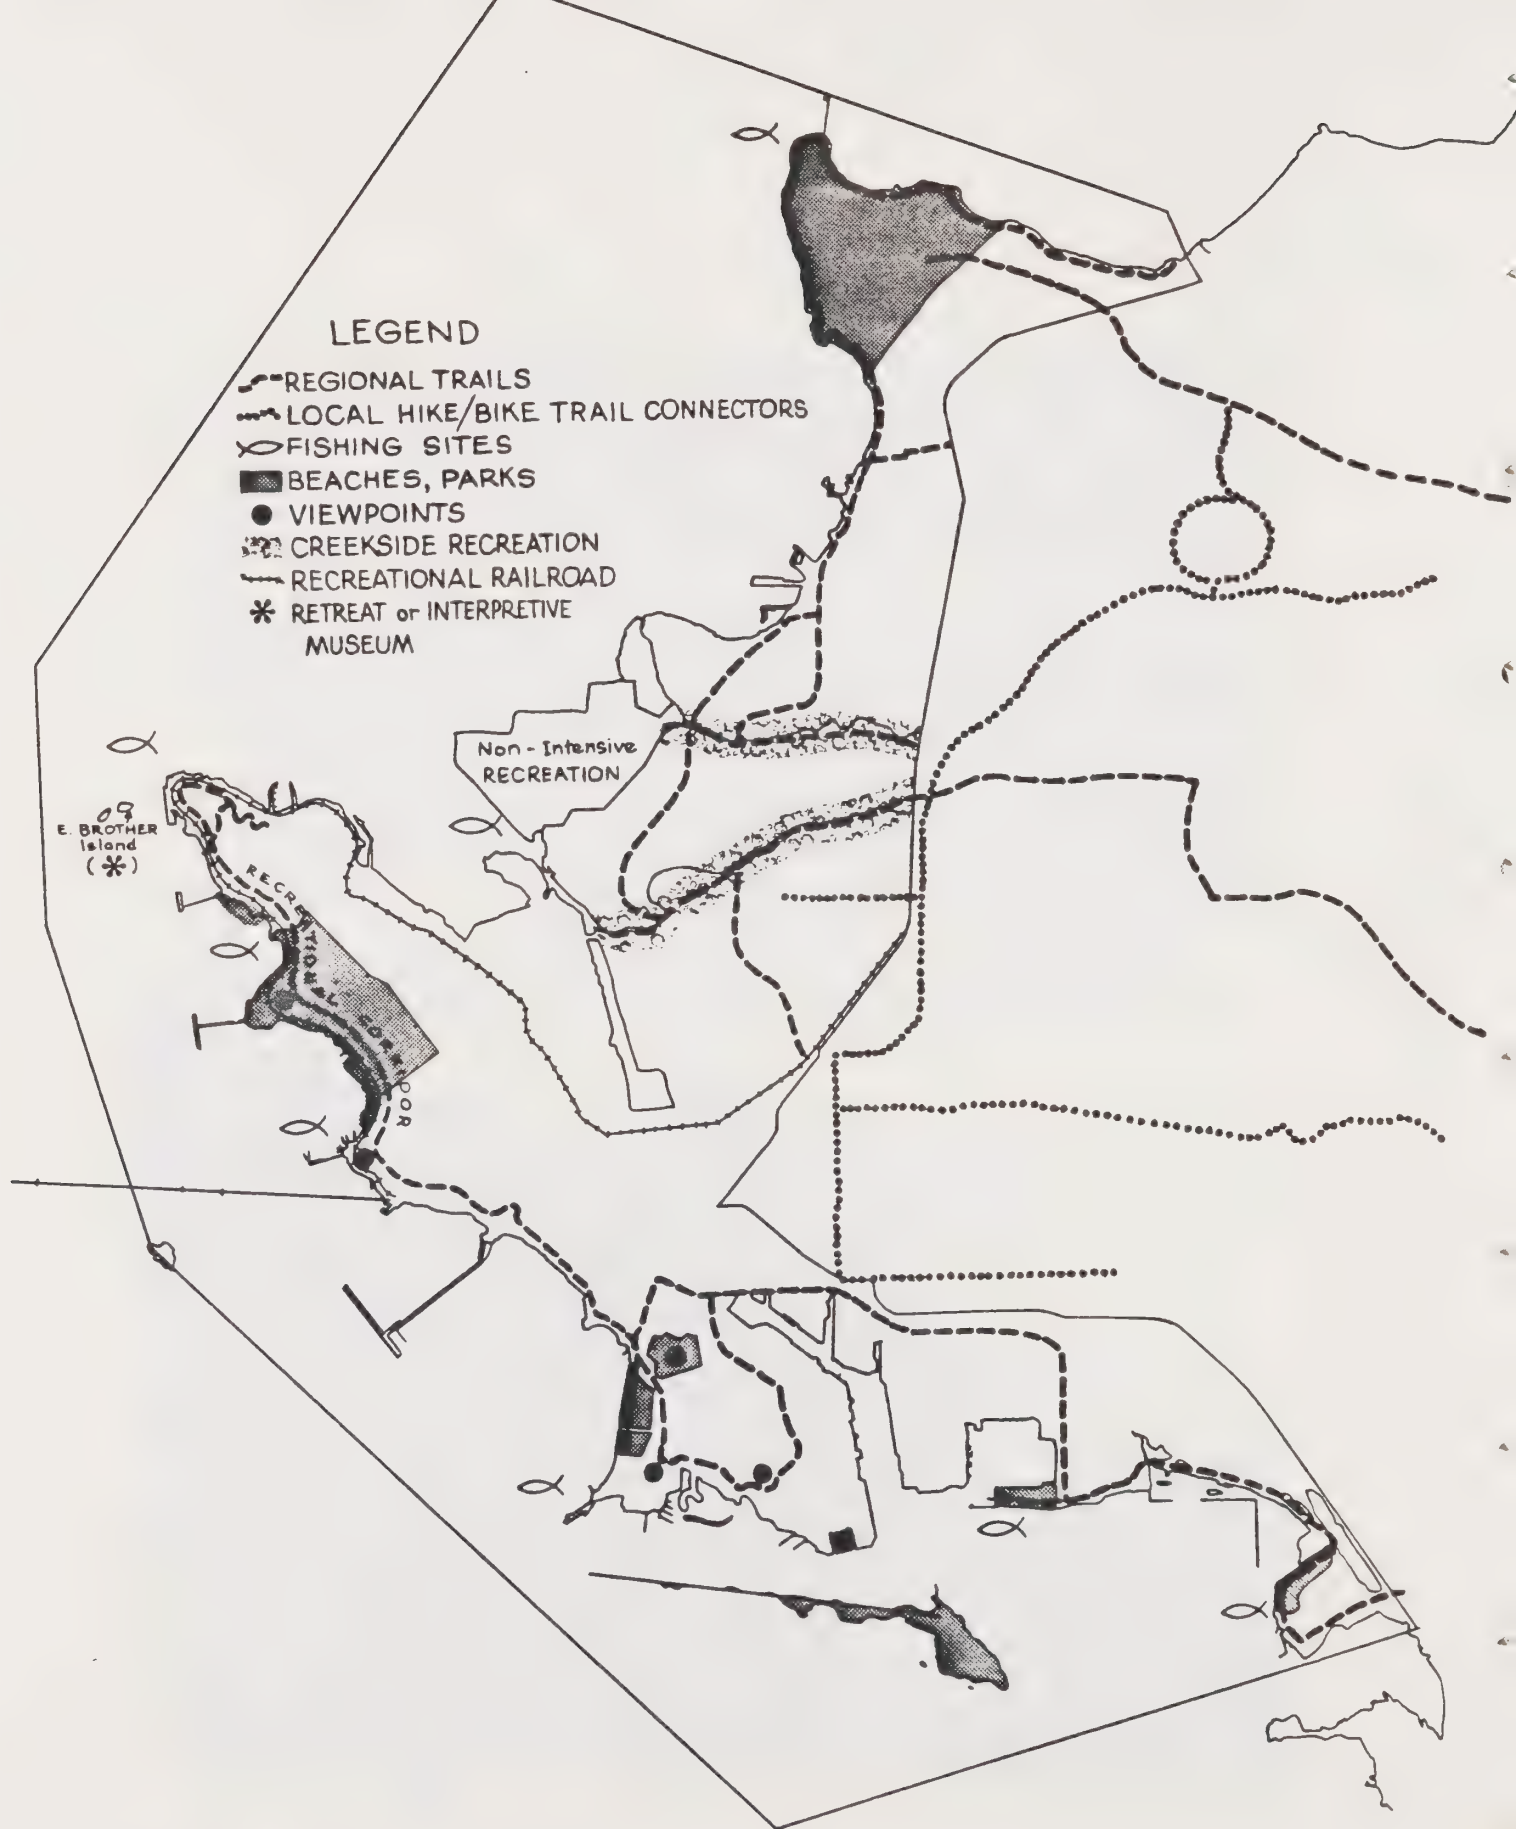 LEGEND
REGIONAL TRAILS
LOCAL HIKE/BIKE TRAIL CONNECTORS
FISHING SITES
BEACHES, PARKS
VIEWPOINTS
CREEKSIDE RECREATION
RECREATIONAL RAILROAD
RETREAT or INTERPRETIVE
MUSEUM
Non-Intensive
RECREATION
E. BROTHER
Island
(*)
RECREATIONAL CORRIDOR